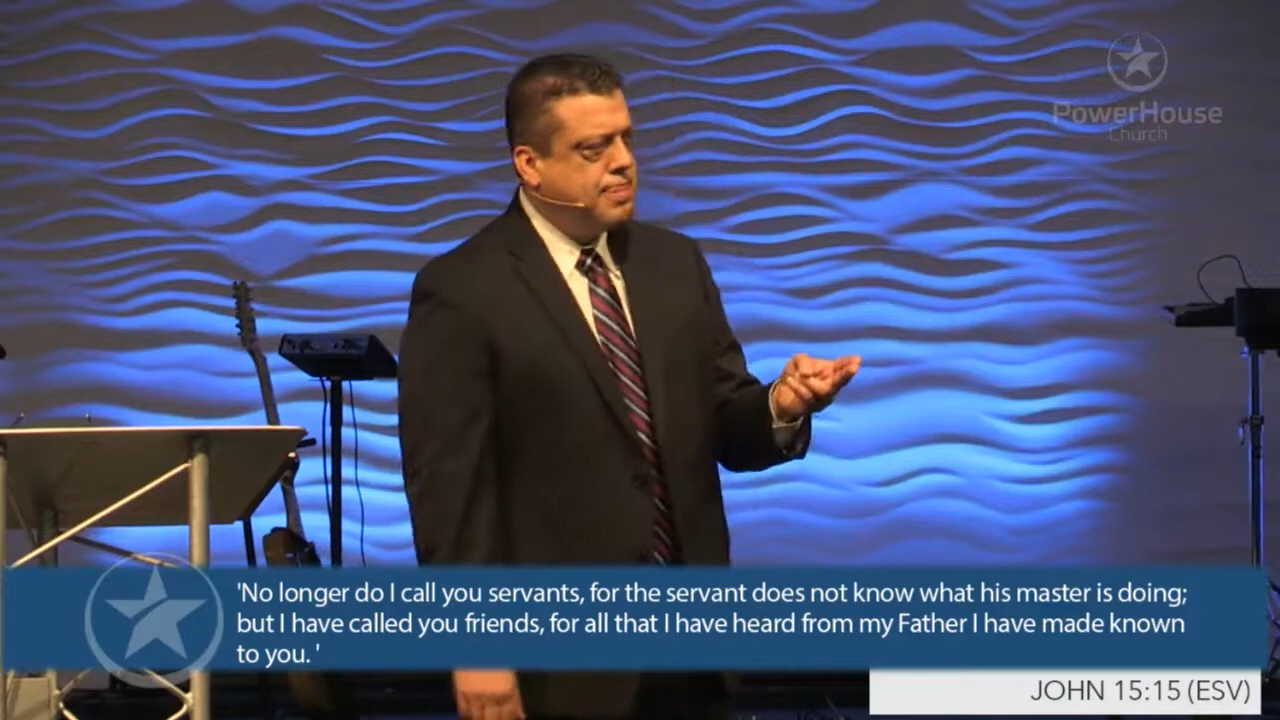 PowerHouse
Church
'No longer do I call you servants, for the servant does not know what his master is doing;
but I have called you friends, for all that I have heard from my Father I have made known
to you. '
JOHN 15:15 (ESV)